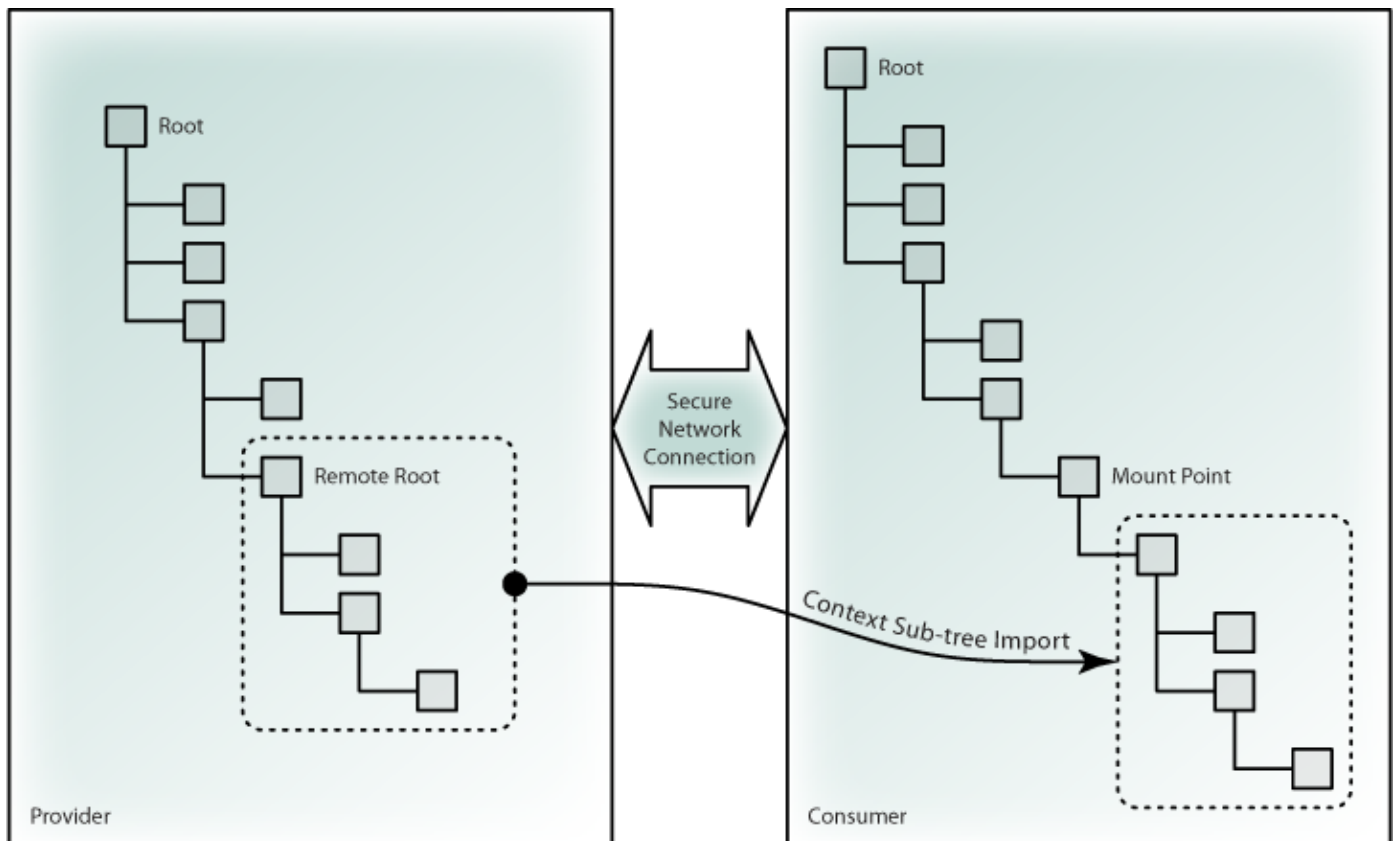 Root
Remote Root
Provider
Secure
Network
Connection
Context Sub-tree Import
Root
Mount Point
Consumer